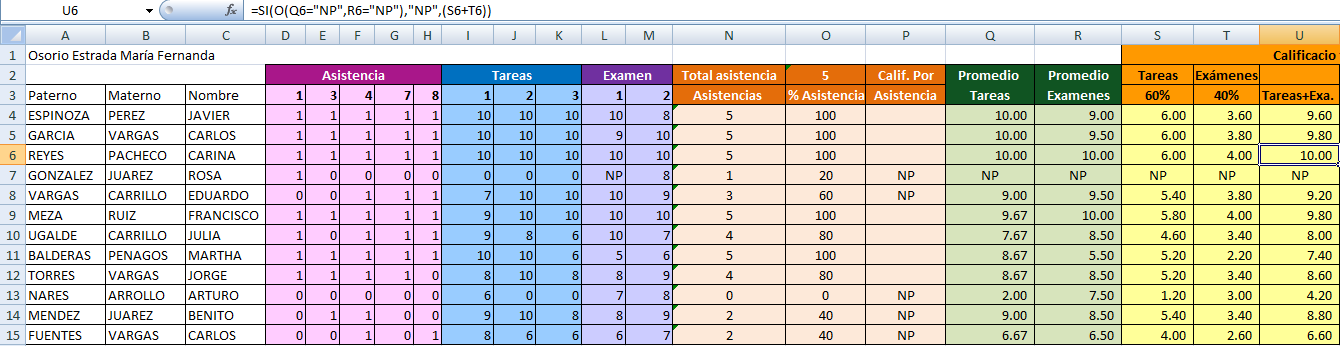 U6 fx =SI(O(Q6="NP",R6="NP"),"NP",(S6+T6))
A B C D E F G H I J K L M N O P Q R S T U
1 Osorio Estrada María Fernanda Calificacio
2 Asistencia Tareas Examen Total asistencia 5 Calif. Por Promedio Promedio Tareas Exámenes
3 Paterno Materno Nombre 1 3 4 7 8 1 2 3 1 2 Asistencias % Asistencia Asistencia Tareas Examenes 60% 40% Tareas+Exa.
4 ESPINOZA PEREZ JAVIER 1 1 1 1 1 10 10 10 10 8 5 100 10.00 9.00 6.00 3.60 9.60
5 GARCIA VARGAS CARLOS 1 1 1 1 1 10 10 10 9 10 5 100 10.00 9.50 6.00 3.80 9.80
6 REYES PACHECO CARINA 1 1 1 1 1 10 10 10 10 10 5 100 10.00 10.00 6.00 4.00 10.00
7 GONZALEZ JUAREZ ROSA 1 0 0 0 0 0 0 0 NP 8 1 20 NP NP NP NP NP NP
8 VARGAS CARRILLO EDUARDO 0 0 1 1 1 7 10 10 10 9 3 60 NP 9.00 9.50 5.40 3.80 9.20
9 MEZA RUIZ FRANCISCO 1 1 1 1 1 9 10 10 10 10 5 100 9.67 10.00 5.80 4.00 9.80
10 UGALDE CARRILLO JULIA 1 0 1 1 1 9 8 6 10 7 4 80 7.67 8.50 4.60 3.40 8.00
11 BALDERAS PENAGOS MARTHA 1 1 1 1 1 10 10 6 5 6 5 100 8.67 5.50 5.20 2.20 7.40
12 TORRES VARGAS JORGE 1 1 1 1 0 8 10 8 8 9 4 80 8.67 8.50 5.20 3.40 8.60
13 NARES ARROLLO ARTURO 0 0 0 0 0 6 0 0 7 8 0 0 NP 2.00 7.50 1.20 3.00 4.20
14 MENDEZ JUAREZ BENITO 0 1 1 0 0 9 10 8 8 9 2 40 NP 9.00 8.50 5.40 3.40 8.80
15 FUENTES VARGAS CARLOS 0 0 1 0 1 8 6 6 6 7 2 40 NP 6.67 6.50 4.00 2.60 6.60